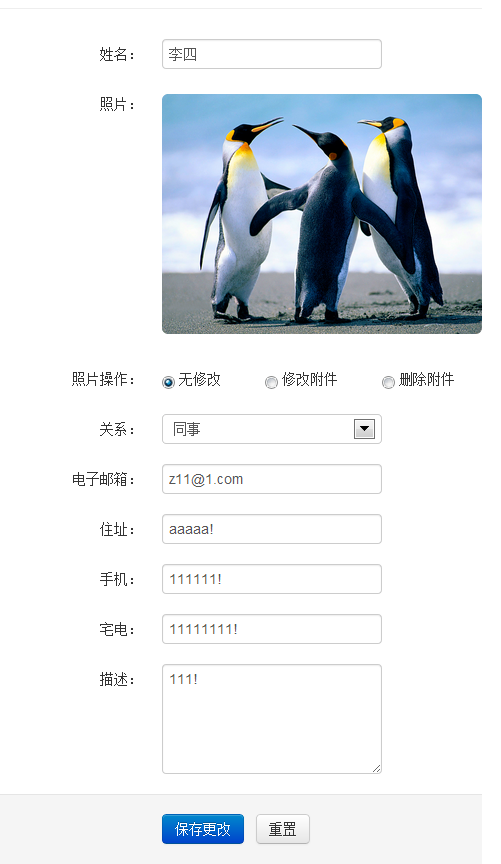 姓名： 李四
照片：
照片操作： 无修改 修改附件 删除附件
关系： 同事
电子邮箱： z11@1.com
住址： aaaaa!
手机： 111111!
宅电： 11111111!
描述： 111!
保存更改 重置